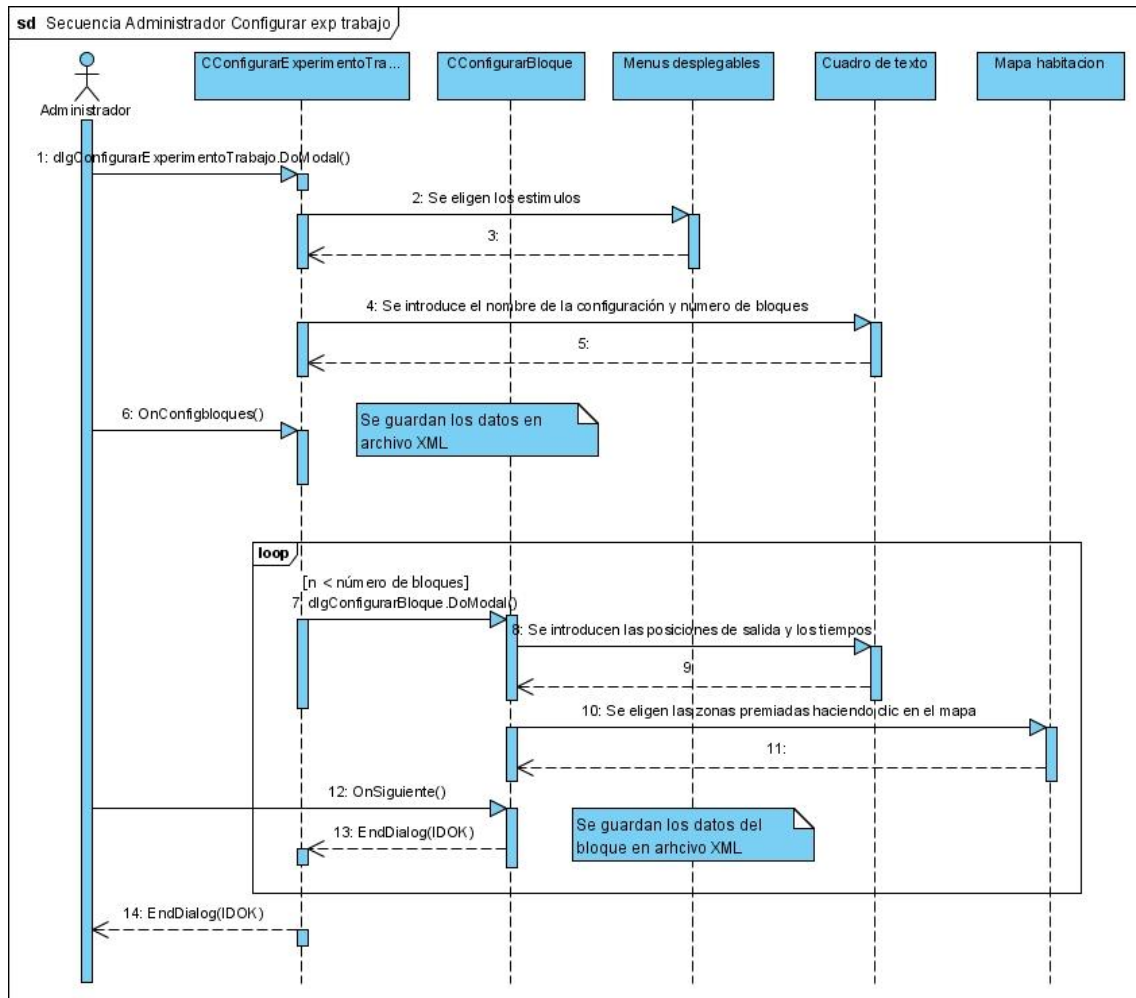 sd Secuencia Administrador Configurar exp trabajo
CConfigurarExperimentoTra...
CConfigurarBloque
Menus desplegables
Cuadro de texto
Mapa habitacion
Administrador
1: dlgConfigurarExperimentoTrabajo.DoModal()
2: Se eligen los estimulos
3:
4: Se introduce el nombre de la configuración y numero de bloques
5:
6: OnConfigbloques()
Se guardan los datos en
archivo XML
loop
[n < número de bloques]
7: dlgConfigurarBloque.DoModal()
8: Se introducen las posiciones de salida y los tiempos
9:
10: Se eligen las zonas premiadas haciendo clic en el mapa
11:
12: OnSiguiente()
Se guardan los datos del
bloque en arhcivo XML
13: EndDialog(IDOK)
14: EndDialog(IDOK)